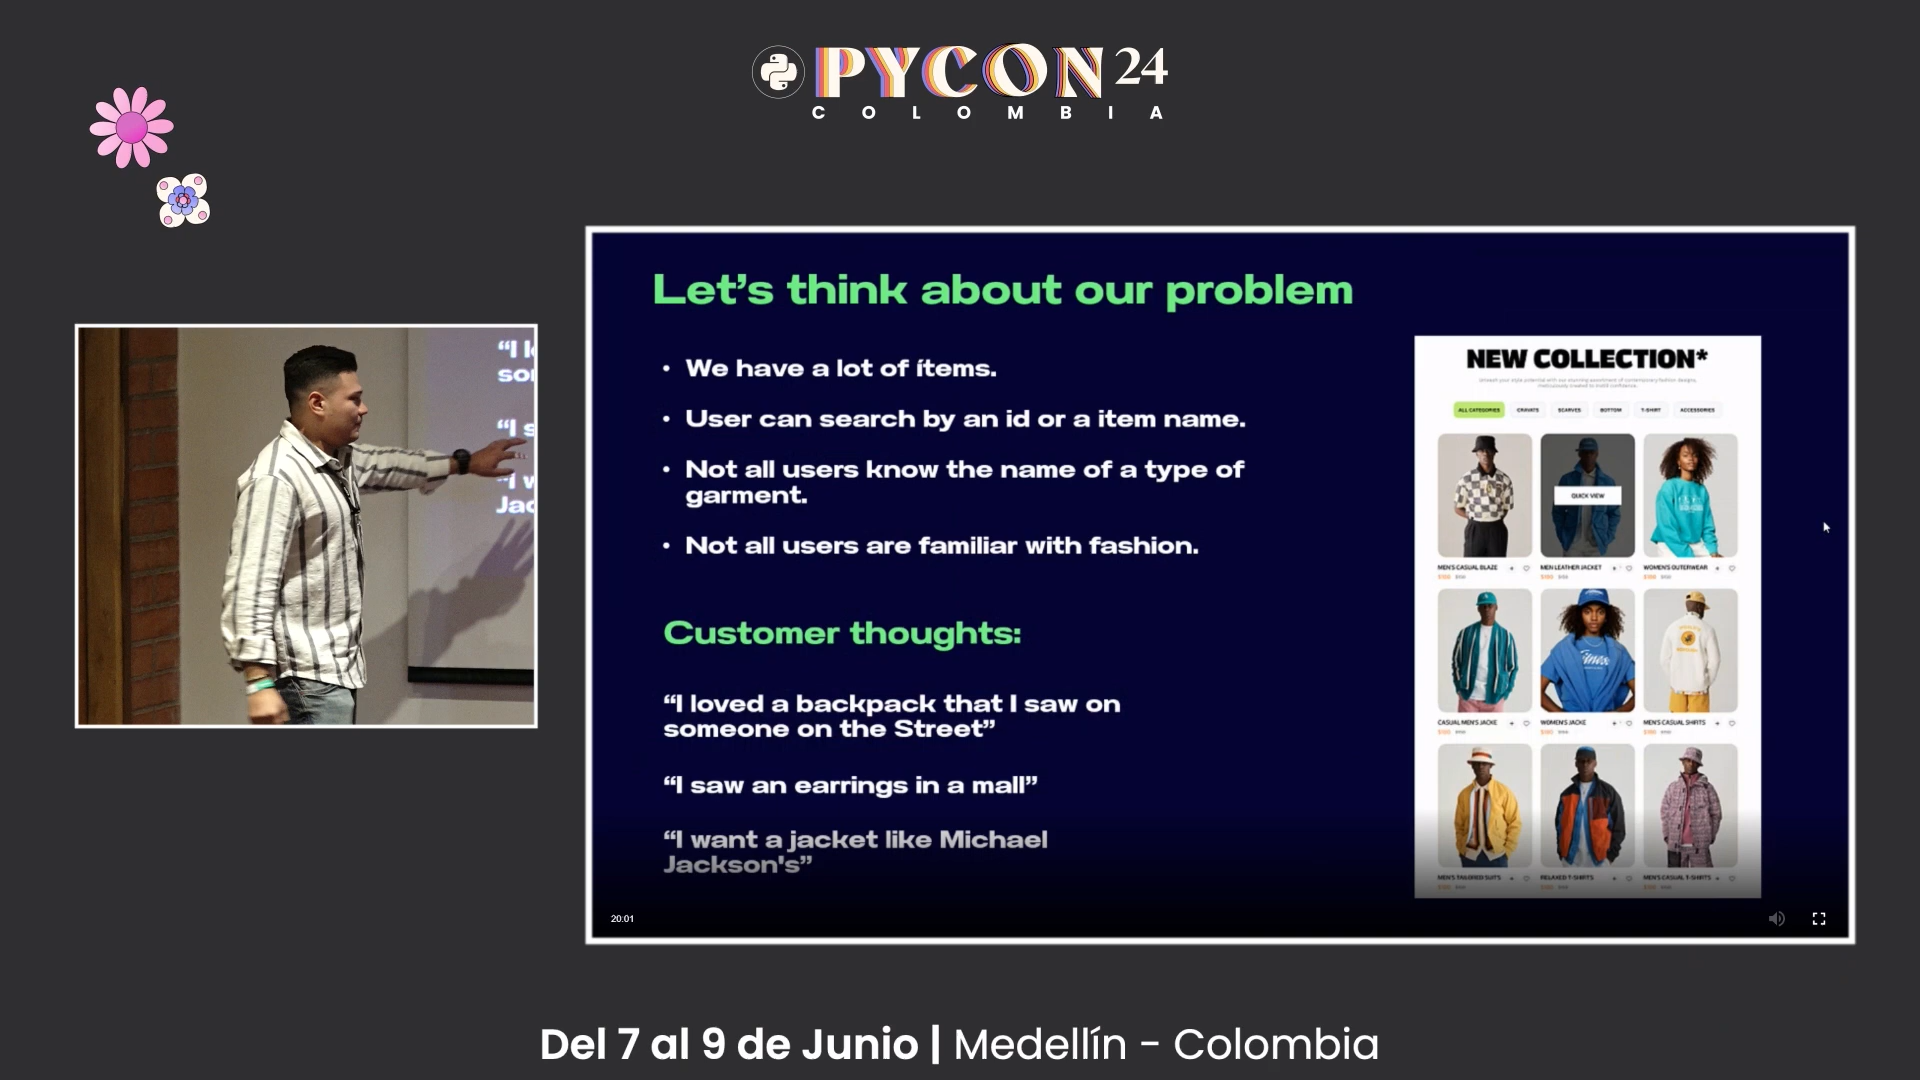 PYCON 24
COLOMBIA
Let's think about our problem
• We have a lot of ítems.
• User can search by an id or a item name.
• Not all users know the name of a type of
garment.
• Not all users are familiar with fashion.
Customer thoughts:
“I loved a backpack that I saw on
someone on the Street”
“I saw an earrings in a mall”
“I want a jacket like Michael
Jackson's”
20:01
NEW COLLECTION*
ALL CATEGORIES CRAVATS SCARVES BOTTOM T-SHIRT ACCESSORIES
QUICK VIEW
MEN'S CASUAL BLAZE MEN LEATHER JACKET WOMEN'S OUTERWEAR
CASUAL MEN'S JACKE WOMEN'S JACKE MEN'S CASUAL SHIRTS
MEN'S TAILORED SUITS RELAXED T-SHIRTS MEN'S CASUAL T-SHIRTS
“I l
so
“I s
“I w
Jac
Del 7 al 9 de Junio | Medellín - Colombia